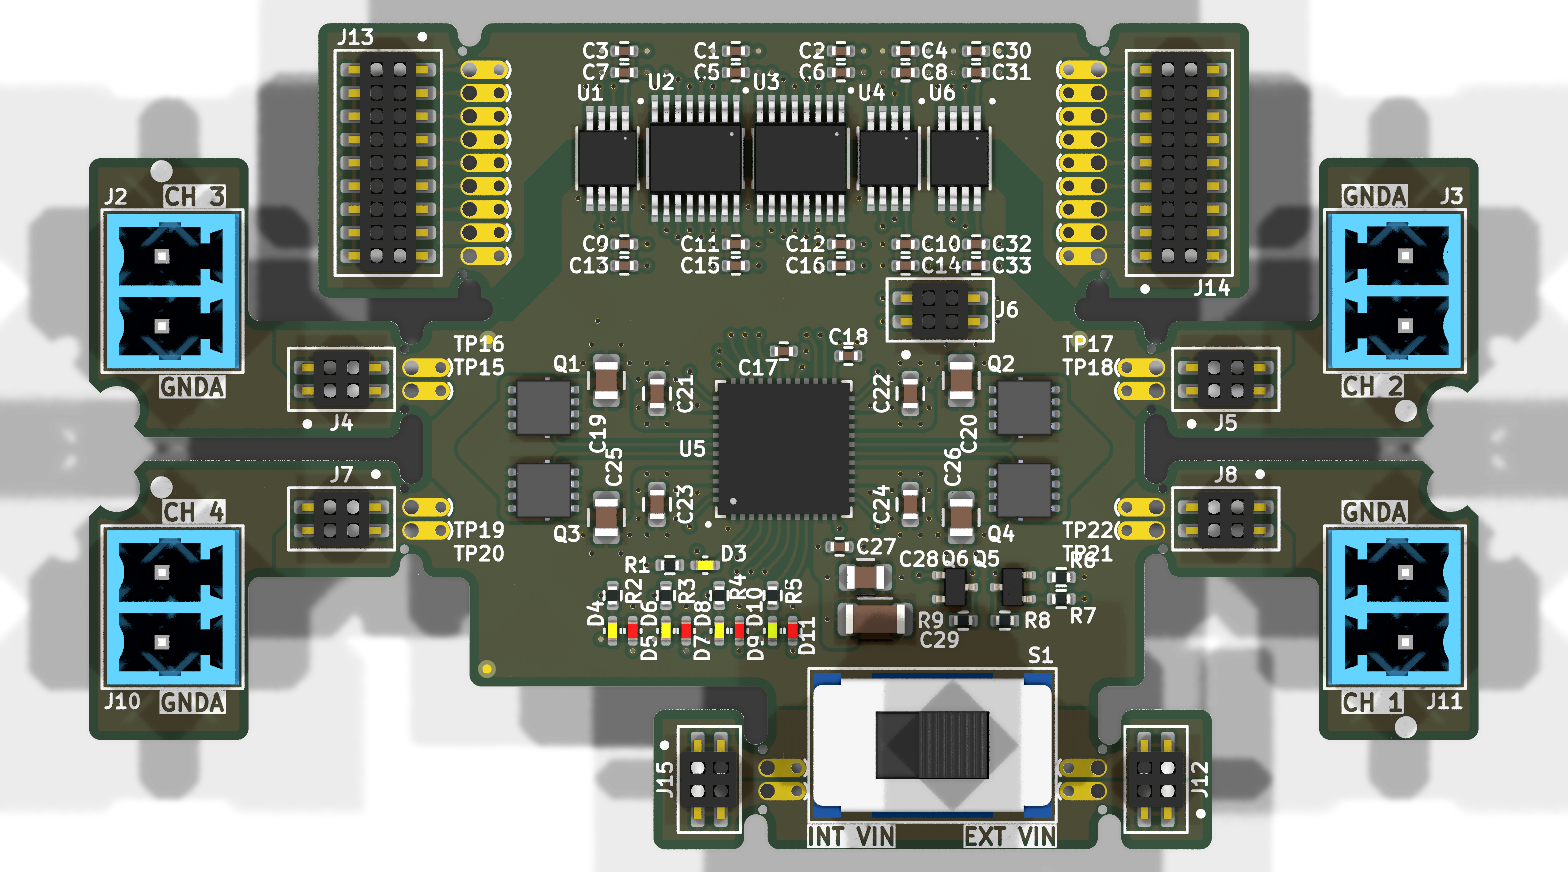 J13
C3 C1 C2 C4 C30
C7 C5 C6 C8 C31
U1 U2 U3 U4 U6
J2 CH 3
GNDA J3
C9 C11 C12 C10 C32
C13 C15 C16 C14 C33
J14
J6
TP16
TP15
C17
C18
TP17
TP18
GNDA
CH 2
Q1
C19
C21
C22
C20
Q2
J4
J5
U5
J7
C25
C23
C24
C26
J8
CH 4
GNDA
Q3
Q4
TP19
TP20
TP22
TP21
R1
D3
C27
C28
Q6
Q5
R6
D4
R2
D6
R3
D8
R4
D10
R5
R7
R9
R8
C29
D5
D7
D9
D11
S1
J10
GNDA
CH 1
J11
J15
J12
INT VIN EXT VIN